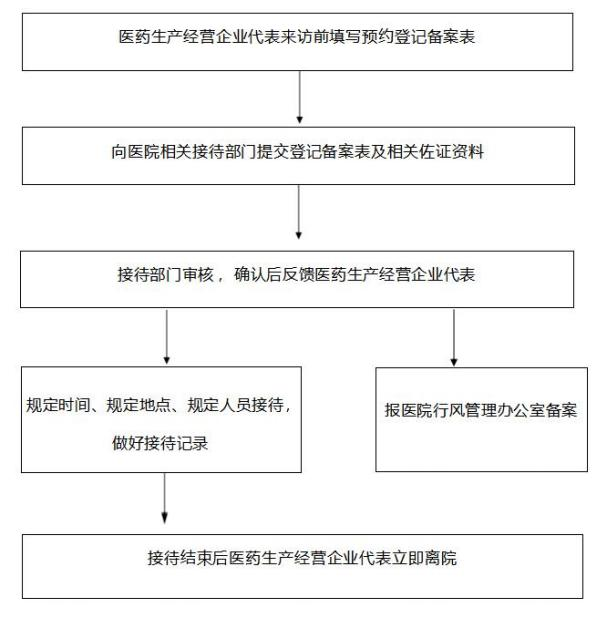 医药生产经营企业代表来访前填写预约登记备案表
向医院相关接待部门提交登记备案表及相关佐证资料
接待部门审核，确认后反馈医药生产经营企业代表
规定时间、规定地点、规定人员接待，
做好接待记录
报医院行风管理办公室备案
接待结束后医药生产经营企业代表立即离院